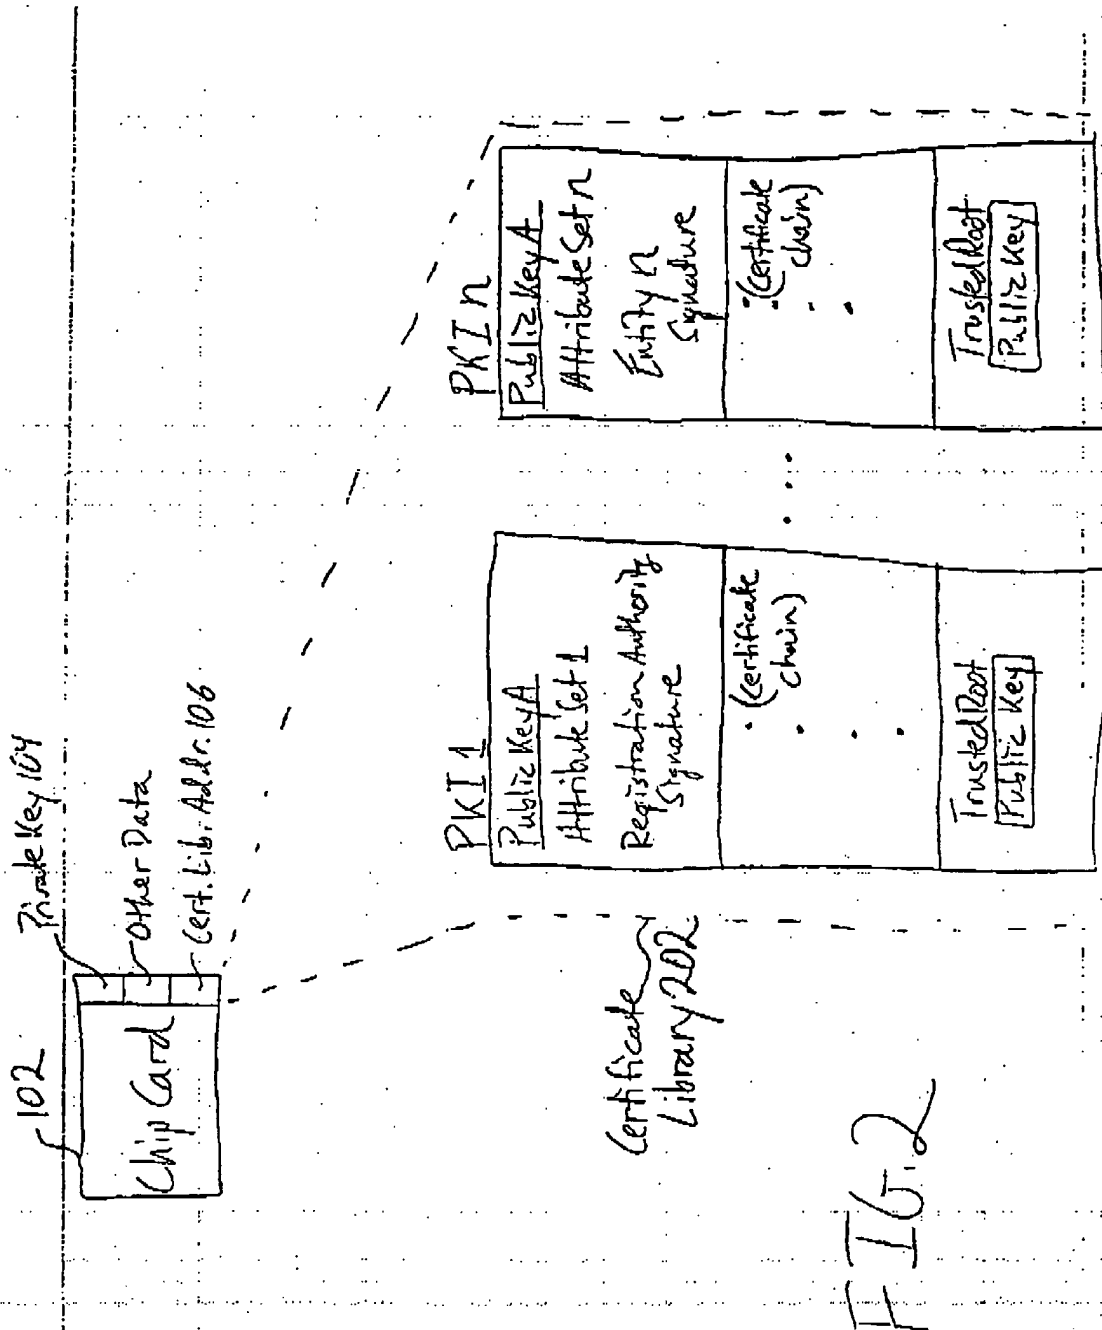 102
Private Key 104
Chip Card
Other Data
Cert. Lib. Addr. 106
PKI 1
Public Key A
Attribute Set 1
Registration Authority
Signature
(certificate
chain)
Trusted Root
Public Key
PKI n
Public Key A
Attribute Set n
Entity n
Signature
(certificate
chain)
Trusted Root
Public Key
Certificate
Library 202
FIG. 2